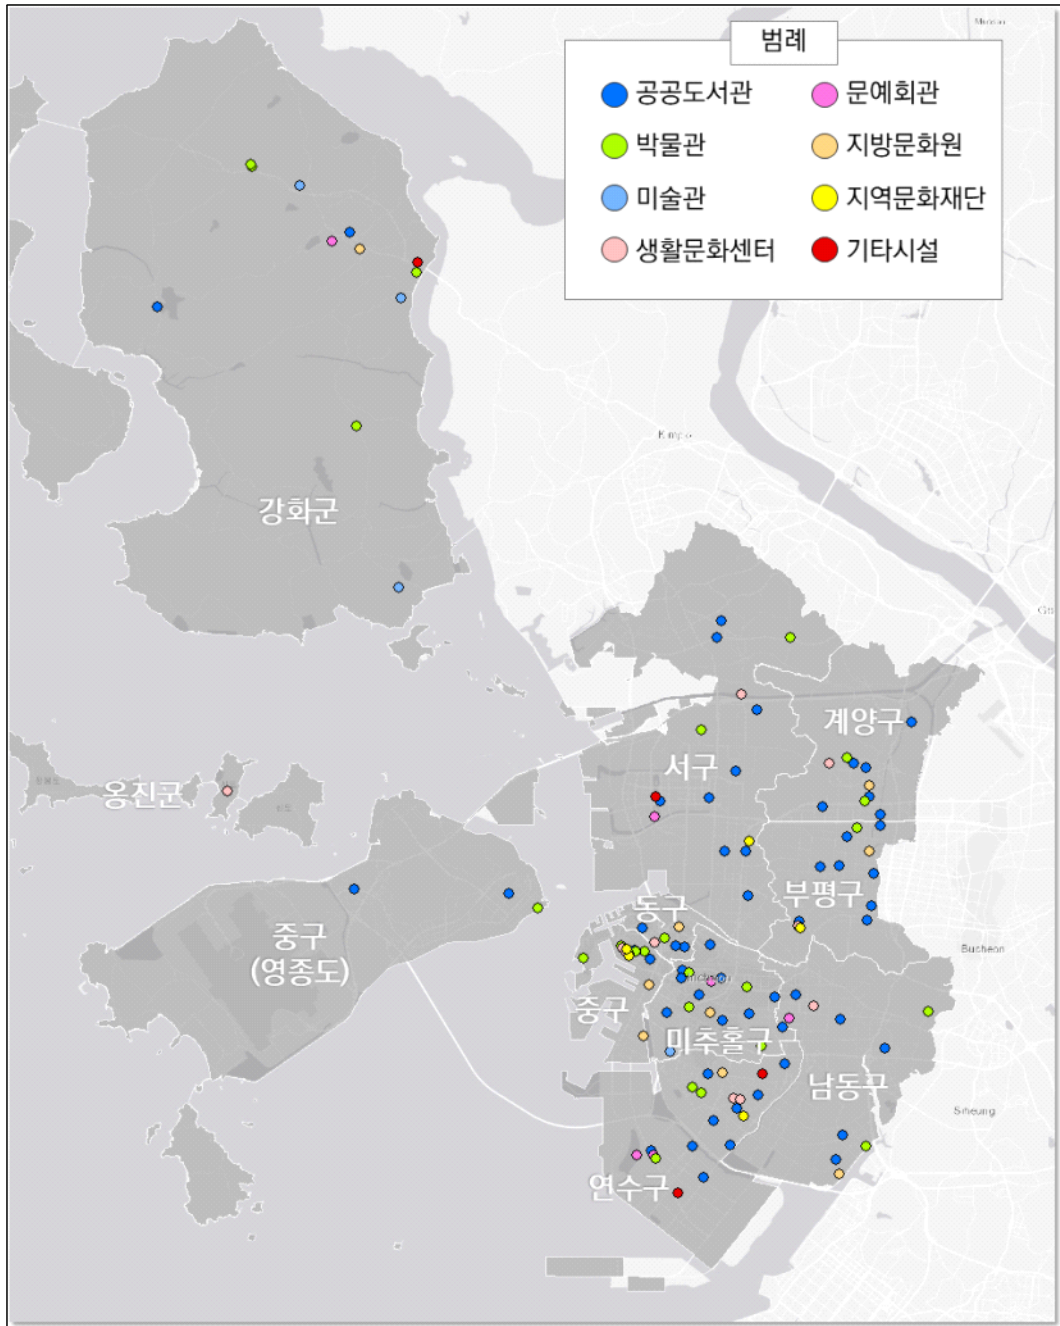 범례
공공도서관
문예회관
박물관
지방문화원
미술관
지역문화재단
생활문화센터
기타시설
강화군
계양구
서구
옹진군
부평구
동구
중구
(영종도)
Bucheon
중구
미추홀구
남동구
Siheung
연수구